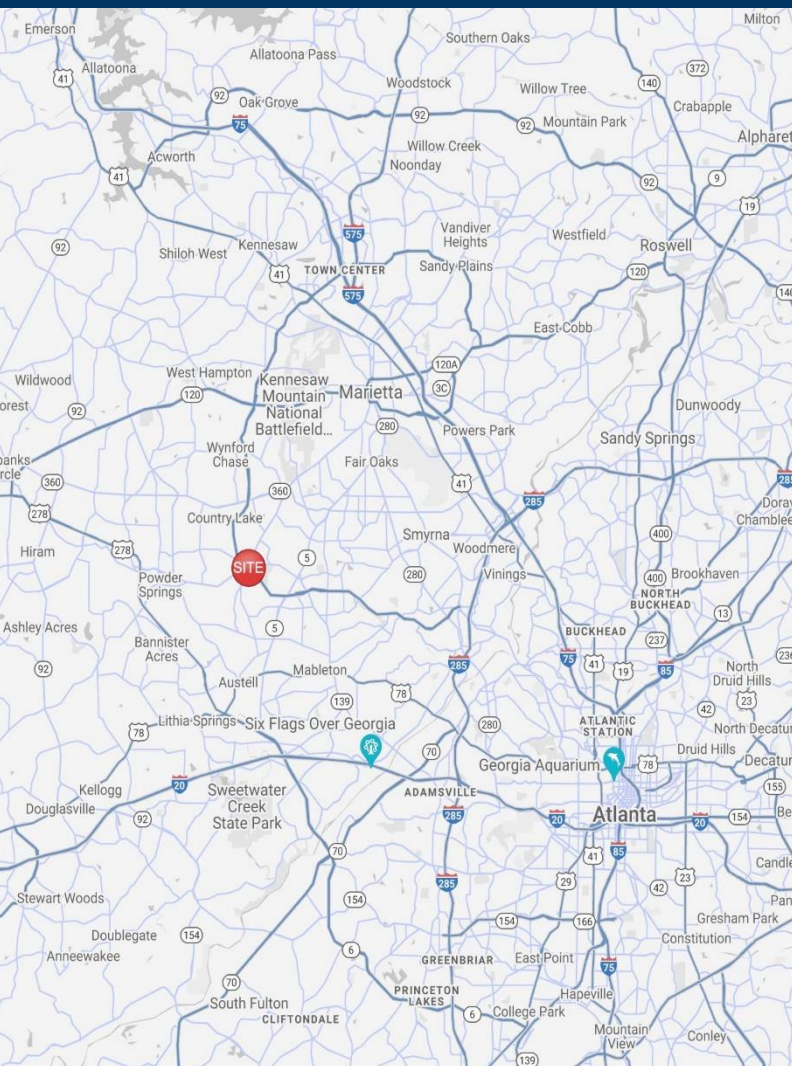 Milton
Emerson
Southern Oaks
Allatoona Pass
41
Allatoona
372
Woodstock
140
Willow Tree
92
Oak Grove
Crabapple
92
75
92
Mountain Park
Alpharet
Willow Creek
Acworth
Noonday
41
92
9
19
Vandiver
Heights
575
Westfield
92
Kennesaw
Roswell
Shiloh West
TOWN CENTER
Sandy Plains
41
120
575
140
East Cobb
120A
West Hampton
Kennesaw
Mountain
National
Battlefield...
Wildwood
3C
Marietta
120
orest
92
Dunwoody
280
Powers Park
Sandy Springs
Wynford
Chase
Fair Oaks
anks
rcle
360
41
285
360
285
278
Country Lake
Dora
Chamblee
400
Smyrna
Hiram
278
Woodmere
5
SITE
280
Vinings
400
Brookhaven
Powder
Springs
NORTH
BUCKHEAD
13
Ashley Acres
5
BUCKHEAD
237
Bannister
Acres
236
92
285
75
41
19
85
North
Druid Hills
Mableton
Austell
78
139
23
42
Lithia Springs
Six Flags Over Georgia
280
ATLANTIC
STATION
North Decatur
78
70
Druid Hills
Georgia Aquarium
78
Decatur
20
Kellogg
Sweetwater
Creek
State Park
ADAMSVILLE
155
Douglasville
285
20
Atlanta
20
154
Be
92
70
41
85
Candle
285
29
23
42
Stewart Woods
154
Pan
154
166
Gresham Park
Doublegate
154
Constitution
Anneewakee
6
GREENBRIAR
East Point
75
70
PRINCETON
LAKES
Hapeville
South Fulton
6
College Park
CLIFTONDALE
Mountain
View
Conley
139